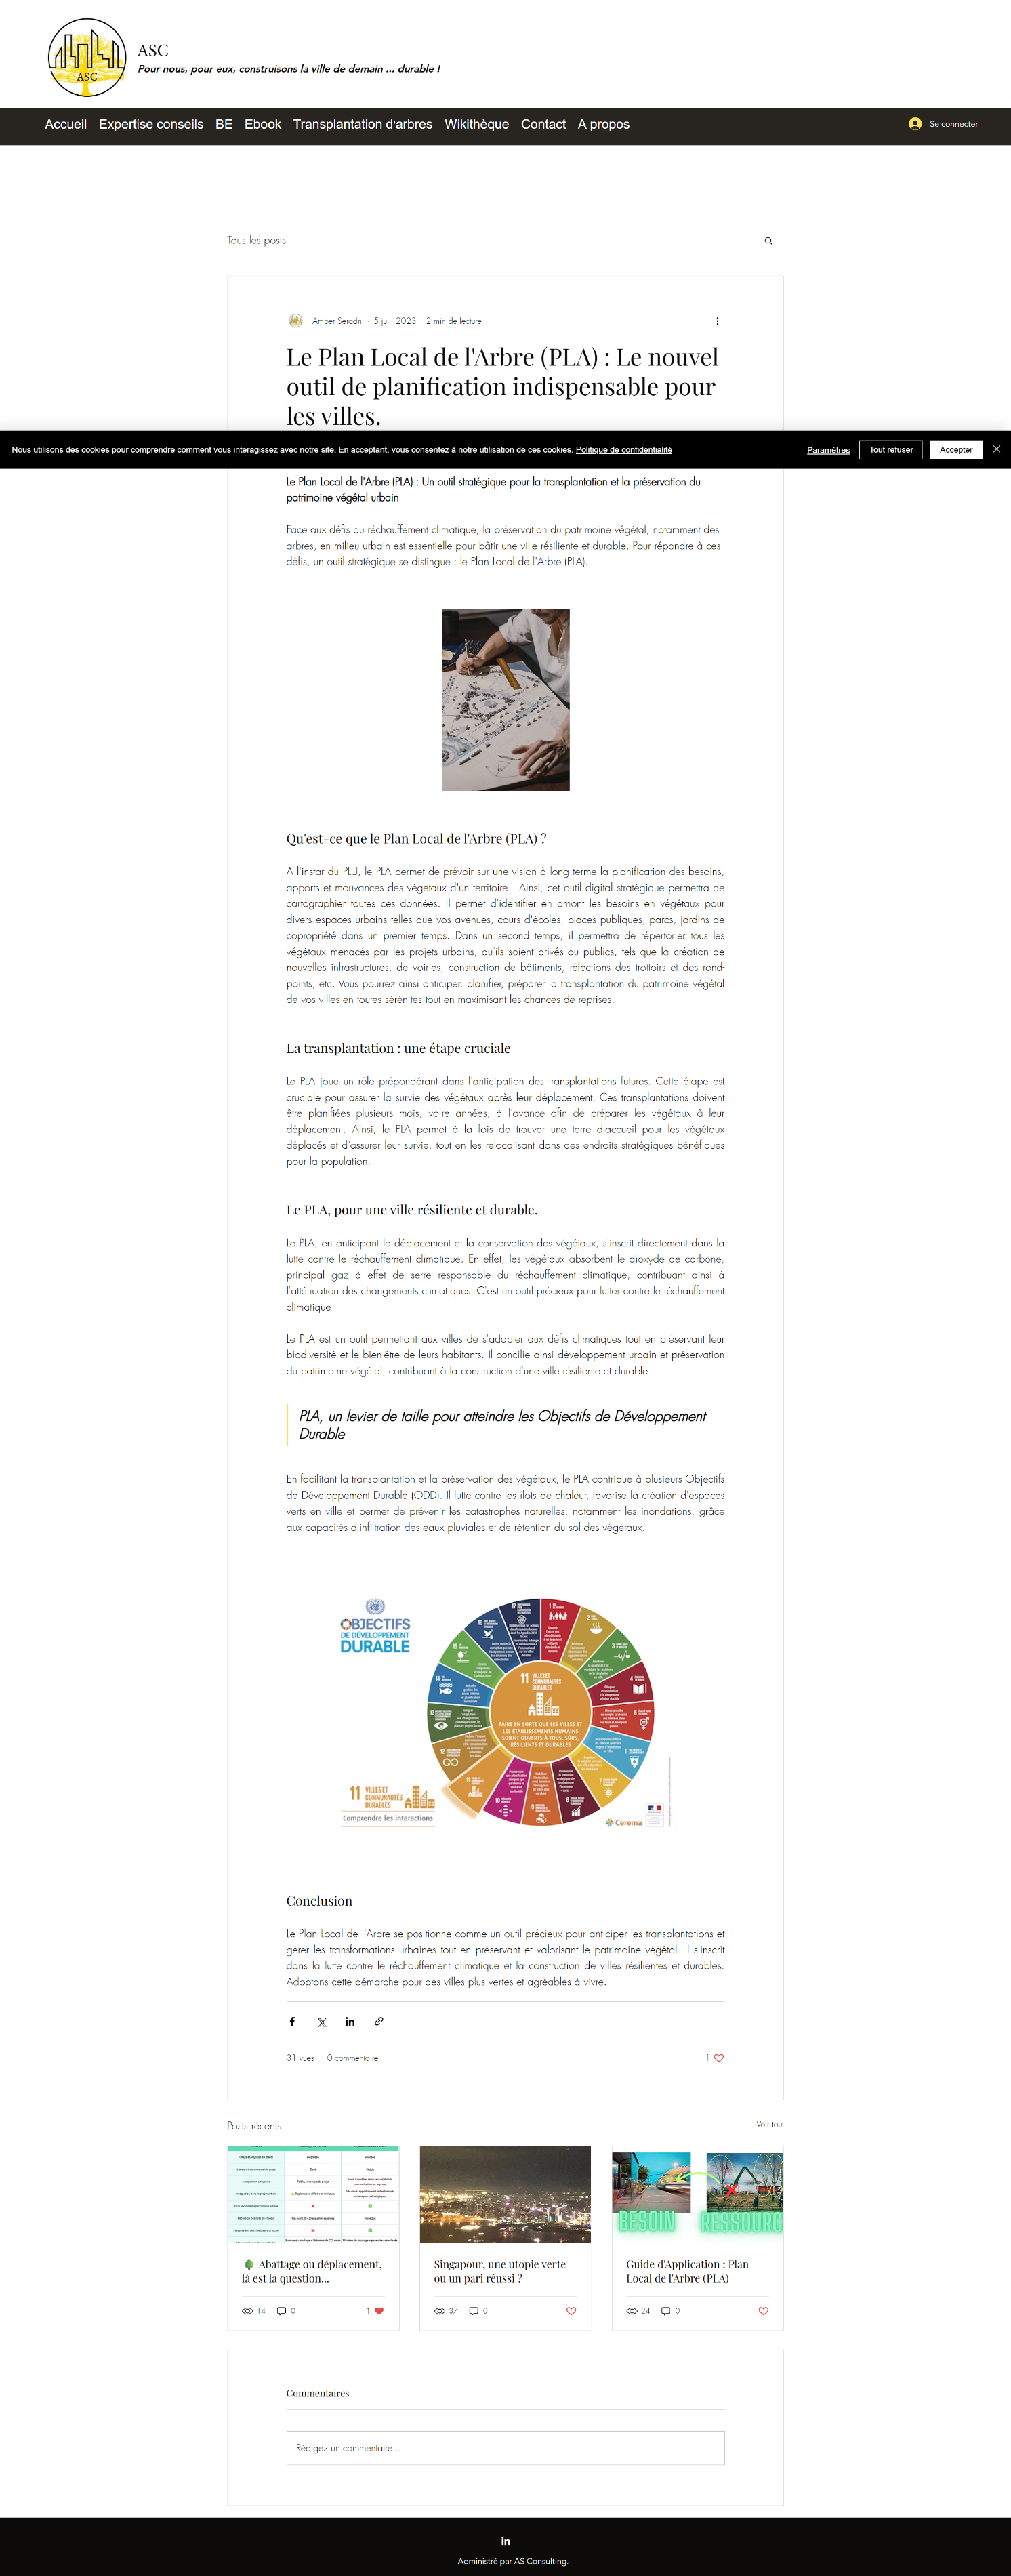 ASC
ASC
Pour nous, pour eux, construisons la ville de demain ... durable !
Accueil Expertise conseils BE Ebook Transplantation d'arbres Wikithèque Contact A propos
Se connecter
Tous les posts
Amber Seradni · 5 juil. 2023 · 2 min de lecture
Le Plan Local de l'Arbre (PLA) : Le nouvel
outil de planification indispensable pour
les villes.
Nous utilisons des cookies pour comprendre comment vous interagissez avec notre site. En acceptant, vous consentez à notre utilisation de ces cookies. Politique de confidentialité
Paramètres
Tout refuser
Accepter
Le Plan Local de l'Arbre (PLA) : Un outil stratégique pour la transplantation et la préservation du
patrimoine végétal urbain
Face aux défis du réchauffement climatique, la préservation du patrimoine végétal, notamment des
arbres, en milieu urbain est essentielle pour bâtir une ville résiliente et durable. Pour répondre à ces
défis, un outil stratégique se distingue : le Plan Local de l'Arbre (PLA).
Qu'est-ce que le Plan Local de l'Arbre (PLA) ?
A l'instar du PLU, le PLA permet de prévoir sur une vision à long terme la planification des besoins,
apports et mouvances des végétaux d'un territoire. Ainsi, cet outil digital stratégique permettra de
cartographier toutes ces données. Il permet d'identifier en amont les besoins en végétaux pour
divers espaces urbains telles que vos avenues, cours d'écoles, places publiques, parcs, jardins de
copropriété dans un premier temps. Dans un second temps, il permettra de répertorier tous les
végétaux menacés par les projets urbains, qu'ils soient privés ou publics, tels que la création de
nouvelles infrastructures, de voiries, construction de bâtiments, réfections des trottoirs et des rond-
points, etc. Vous pourrez ainsi anticiper, planifier, préparer la transplantation du patrimoine végétal
de vos villes en toutes sérénités tout en maximisant les chances de reprises.
La transplantation : une étape cruciale
Le PLA joue un rôle prépondérant dans l'anticipation des transplantations futures. Cette étape est
cruciale pour assurer la survie des végétaux après leur déplacement. Ces transplantations doivent
être planifiées plusieurs mois, voire années, à l'avance afin de préparer les végétaux à leur
déplacement. Ainsi, le PLA permet à la fois de trouver une terre d'accueil pour les végétaux
déplacés et d'assurer leur survie, tout en les relocalisant dans des endroits stratégiques bénéfiques
pour la population.
Le PLA, pour une ville résiliente et durable.
Le PLA, en anticipant le déplacement et la conservation des végétaux, s'inscrit directement dans la
lutte contre le réchauffement climatique. En effet, les végétaux absorbent le dioxyde de carbone,
principal gaz à effet de serre responsable du réchauffement climatique, contribuant ainsi à
l'atténuation des changements climatiques. C'est un outil précieux pour lutter contre le réchauffement
climatique
Le PLA est un outil permettant aux villes de s'adapter aux défis climatiques tout en préservant leur
biodiversité et le bien-être de leurs habitants. Il concilie ainsi développement urbain et préservation
du patrimoine végétal, contribuant à la construction d'une ville résiliente et durable.
PLA, un levier de taille pour atteindre les Objectifs de Développement
Durable
En facilitant la transplantation et la préservation des végétaux, le PLA contribue à plusieurs Objectifs
de Développement Durable (ODD). Il lutte contre les îlots de chaleur, favorise la création d'espaces
verts en ville et permet de prévenir les catastrophes naturelles, notamment les inondations, grâce
aux capacités d'infiltration des eaux pluviales et de rétention du sol des végétaux.
OBJECTIFS
DE DÉVELOPPEMENT
DURABLE
11 VILLES ET
COMMUNAUTÉS
DURABLES
FAIRE EN SORTE QUE LES VILLES ET
LES ÉTABLISSEMENTS HUMAINS
SOIENT OUVERTS À TOUS, SÛRS,
RÉSILIENTS ET DURABLES
11 VILLES ET
COMMUNAUTÉS
DURABLES
Comprendre les interactions
Cerema
Conclusion
Le Plan Local de l'Arbre se positionne comme un outil précieux pour anticiper les transplantations et
gérer les transformations urbaines tout en préservant et valorisant le patrimoine végétal. Il s'inscrit
dans la lutte contre le réchauffement climatique et la construction de villes résilientes et durables.
Adoptons cette démarche pour des villes plus vertes et agréables à vivre.
31 vues 0 commentaire
1
Posts récents
Voir tout
BESOIN
RESSOURC
🌳 Abattage ou déplacement,
là est la question...
14 0 1
Singapour, une utopie verte
ou un pari réussi ?
37 0
Guide d'Application : Plan
Local de l'Arbre (PLA)
24 0
Commentaires
Rédigez un commentaire...
Administré par AS Consulting.